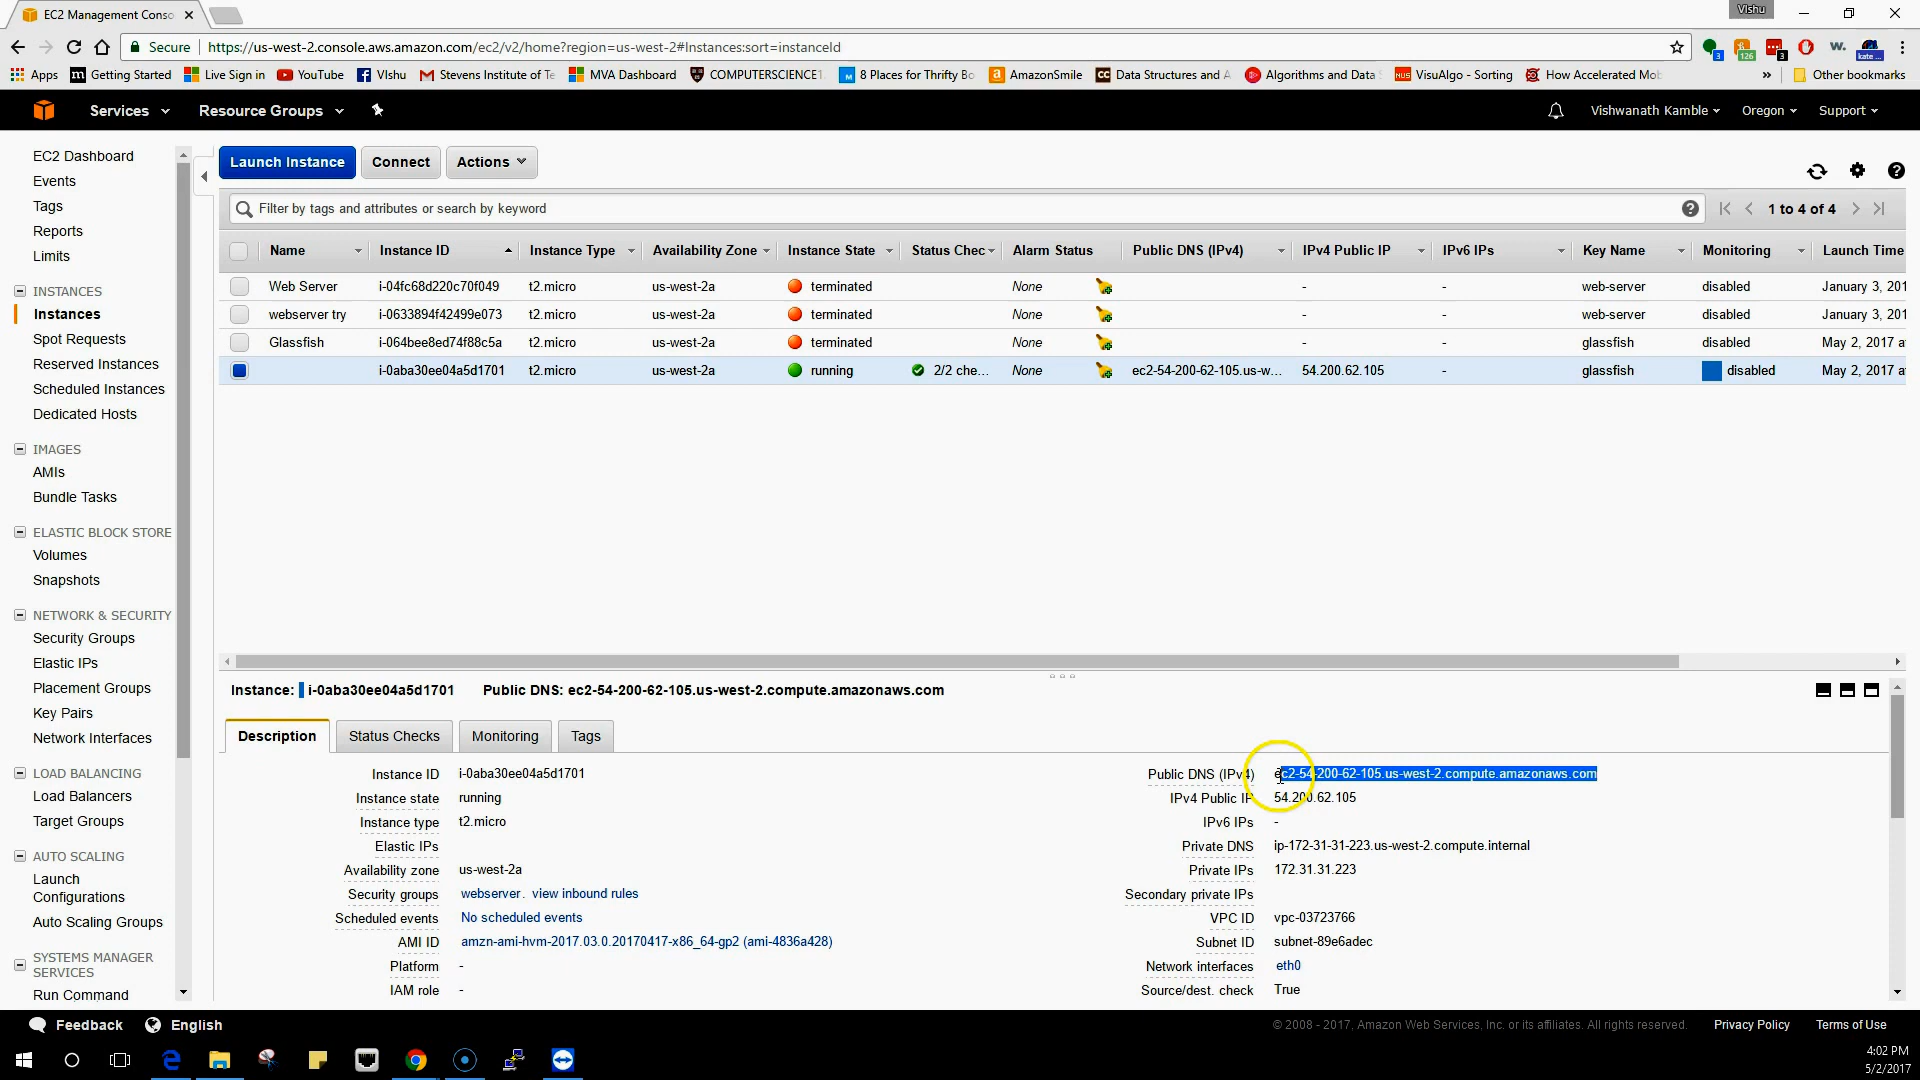 EC2 Management Conso
Vishu
Secure
https://us-west-2.console.aws.amazon.com/ec2/v2/home?region=us-west-2#Instances:sort=instanceId
3 126 3 W. kate ...
Apps m Getting Started Live Sign in YouTube VIshu Stevens Institute of Te MVA Dashboard COMPUTERSCIENCE1 8 Places for Thrifty Bo a AmazonSmile CC Data Structures and A Algorithms and Data NUS VisuAlgo - Sorting How Accelerated Mob » Other bookmarks
Services Resource Groups Vishwanath Kamble Oregon Support
EC2 Dashboard
Events
Tags
Reports
Limits
INSTANCES
Instances
Spot Requests
Reserved Instances
Scheduled Instances
Dedicated Hosts
IMAGES
AMIs
Bundle Tasks
ELASTIC BLOCK STORE
Volumes
Snapshots
NETWORK & SECURITY
Security Groups
Elastic IPs
Placement Groups
Key Pairs
Network Interfaces
LOAD BALANCING
Load Balancers
Target Groups
AUTO SCALING
Launch
Configurations
Auto Scaling Groups
SYSTEMS MANAGER
SERVICES
Run Command
Launch Instance Connect Actions
Filter by tags and attributes or search by keyword
1 to 4 of 4
Name Instance ID Instance Type Availability Zone Instance State Status Chec Alarm Status Public DNS (IPv4) IPv4 Public IP IPv6 IPs Key Name Monitoring Launch Time
Web Server i-04fc68d220c70f049 t2.micro us-west-2a terminated None - - web-server disabled January 3, 201
webserver try i-0633894f42499e073 t2.micro us-west-2a terminated None - - web-server disabled January 3, 201
Glassfish i-064bee8ed74f88c5a t2.micro us-west-2a terminated None - - glassfish disabled May 2, 2017 a
i-0aba30ee04a5d1701 t2.micro us-west-2a running 2/2 che... None ec2-54-200-62-105.us-w... 54.200.62.105 - glassfish disabled May 2, 2017 a
Instance: i-0aba30ee04a5d1701 Public DNS: ec2-54-200-62-105.us-west-2.compute.amazonaws.com
Description Status Checks Monitoring Tags
Instance ID i-0aba30ee04a5d1701
Instance state running
Instance type t2.micro
Elastic IPs
Availability zone us-west-2a
Security groups webserver. view inbound rules
Scheduled events No scheduled events
AMI ID amzn-ami-hvm-2017.03.0.20170417-x86_64-gp2 (ami-4836a428)
Platform -
IAM role -
Public DNS (IPv4) ec2-54-200-62-105.us-west-2.compute.amazonaws.com
IPv4 Public IP 54.200.62.105
IPv6 IPs -
Private DNS ip-172-31-31-223.us-west-2.compute.internal
Private IPs 172.31.31.223
Secondary private IPs
VPC ID vpc-03723766
Subnet ID subnet-89e6adec
Network interfaces eth0
Source/dest. check True
Feedback English
© 2008 - 2017, Amazon Web Services, Inc. or its affiliates. All rights reserved. Privacy Policy Terms of Use
4:02 PM
5/2/2017